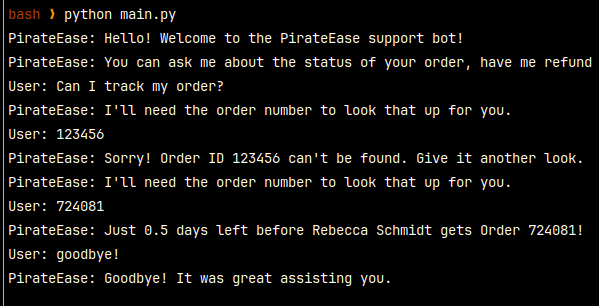 bash ❯ python main.py
PirateEase: Hello! Welcome to the PirateEase support bot!
PirateEase: You can ask me about the status of your order, have me refund
User: Can I track my order?
PirateEase: I'll need the order number to look that up for you.
User: 123456
PirateEase: Sorry! Order ID 123456 can't be found. Give it another look.
PirateEase: I'll need the order number to look that up for you.
User: 724081
PirateEase: Just 0.5 days left before Rebecca Schmidt gets Order 724081!
User: goodbye!
PirateEase: Goodbye! It was great assisting you.